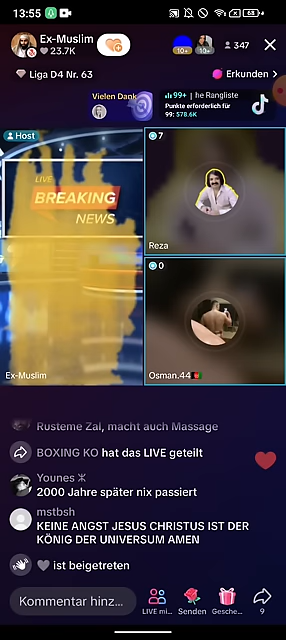 13:55
Ex-Muslim
23.7K
10+
10+
347
Liga D4 Nr. 63
Erkunden
Vielen Dank
99+ | he Rangliste
Punkte erforderlich für
99: 578.6K
Host
7
LIVE
BREAKING
NEWS
Reza
0
Ex-Muslim
Osman.44
Rusteme Zal, macht auch Massage
BOXING KO hat das LIVE geteilt
Younes ⵣ
2000 Jahre später nix passiert
mstbsh
KEINE ANGST JESUS CHRISTUS IST DER
KÖNIG DER UNIVERSUM AMEN
ist beigetreten
Kommentar hinz...
LIVE mi...
Senden
Gesche...
9